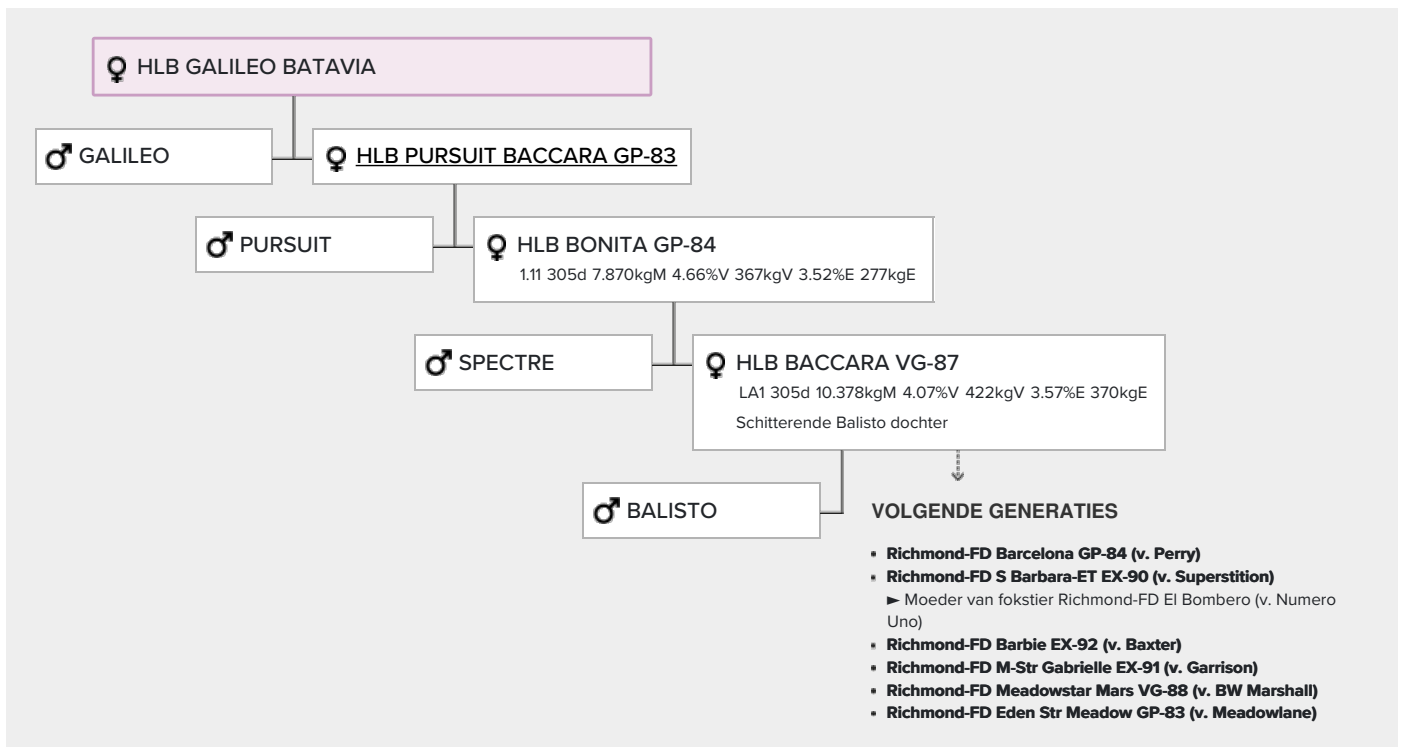 HLB GALILEO BATAVIA
GALILEO
HLB PURSUIT BACCARA GP-83
PURSUIT
HLB BONITA GP-84
1.11 305d 7.870kgM 4.66%V 367kgV 3.52%E 277kgE
SPECTRE
HLB BACCARA VG-87
LA1 305d 10.378kgM 4.07%V 422kgV 3.57%E 370kgE
Schitterende Balisto dochter
BALISTO
VOLGENDE GENERATIES
Richmond-FD Barcelona GP-84 (v. Perry)
Richmond-FD S Barbara-ET EX-90 (v. Superstition)
► Moeder van fokstier Richmond-FD El Bombero (v. Numero
Uno)
Richmond-FD Barbie EX-92 (v. Baxter)
Richmond-FD M-Str Gabrielle EX-91 (v. Garrison)
Richmond-FD Meadowstar Mars VG-88 (v. BW Marshall)
Richmond-FD Eden Str Meadow GP-83 (v. Meadowlane)